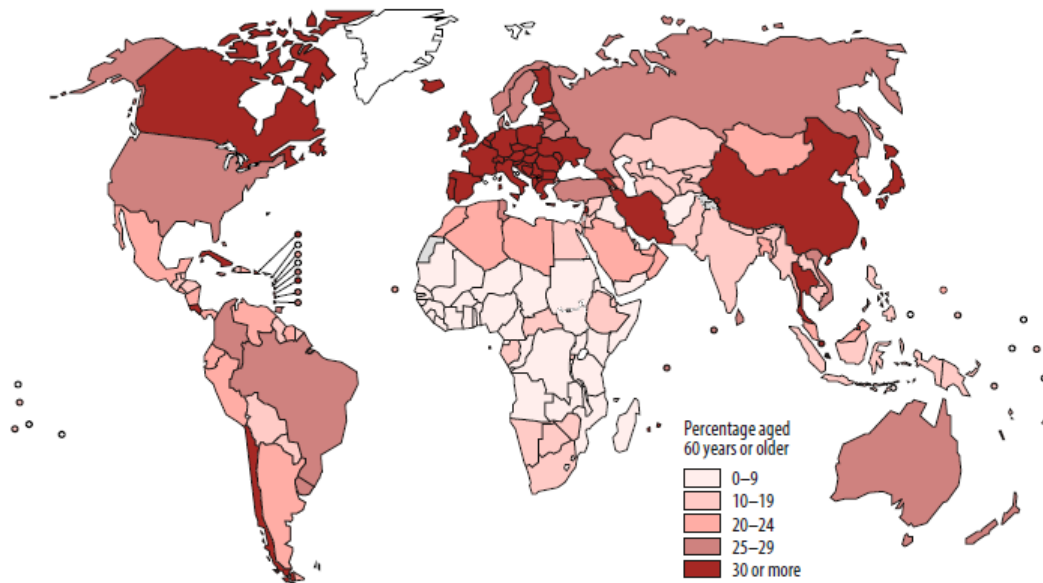 Percentage aged
60 years or older
0–9
10–19
20–24
25–29
30 or more